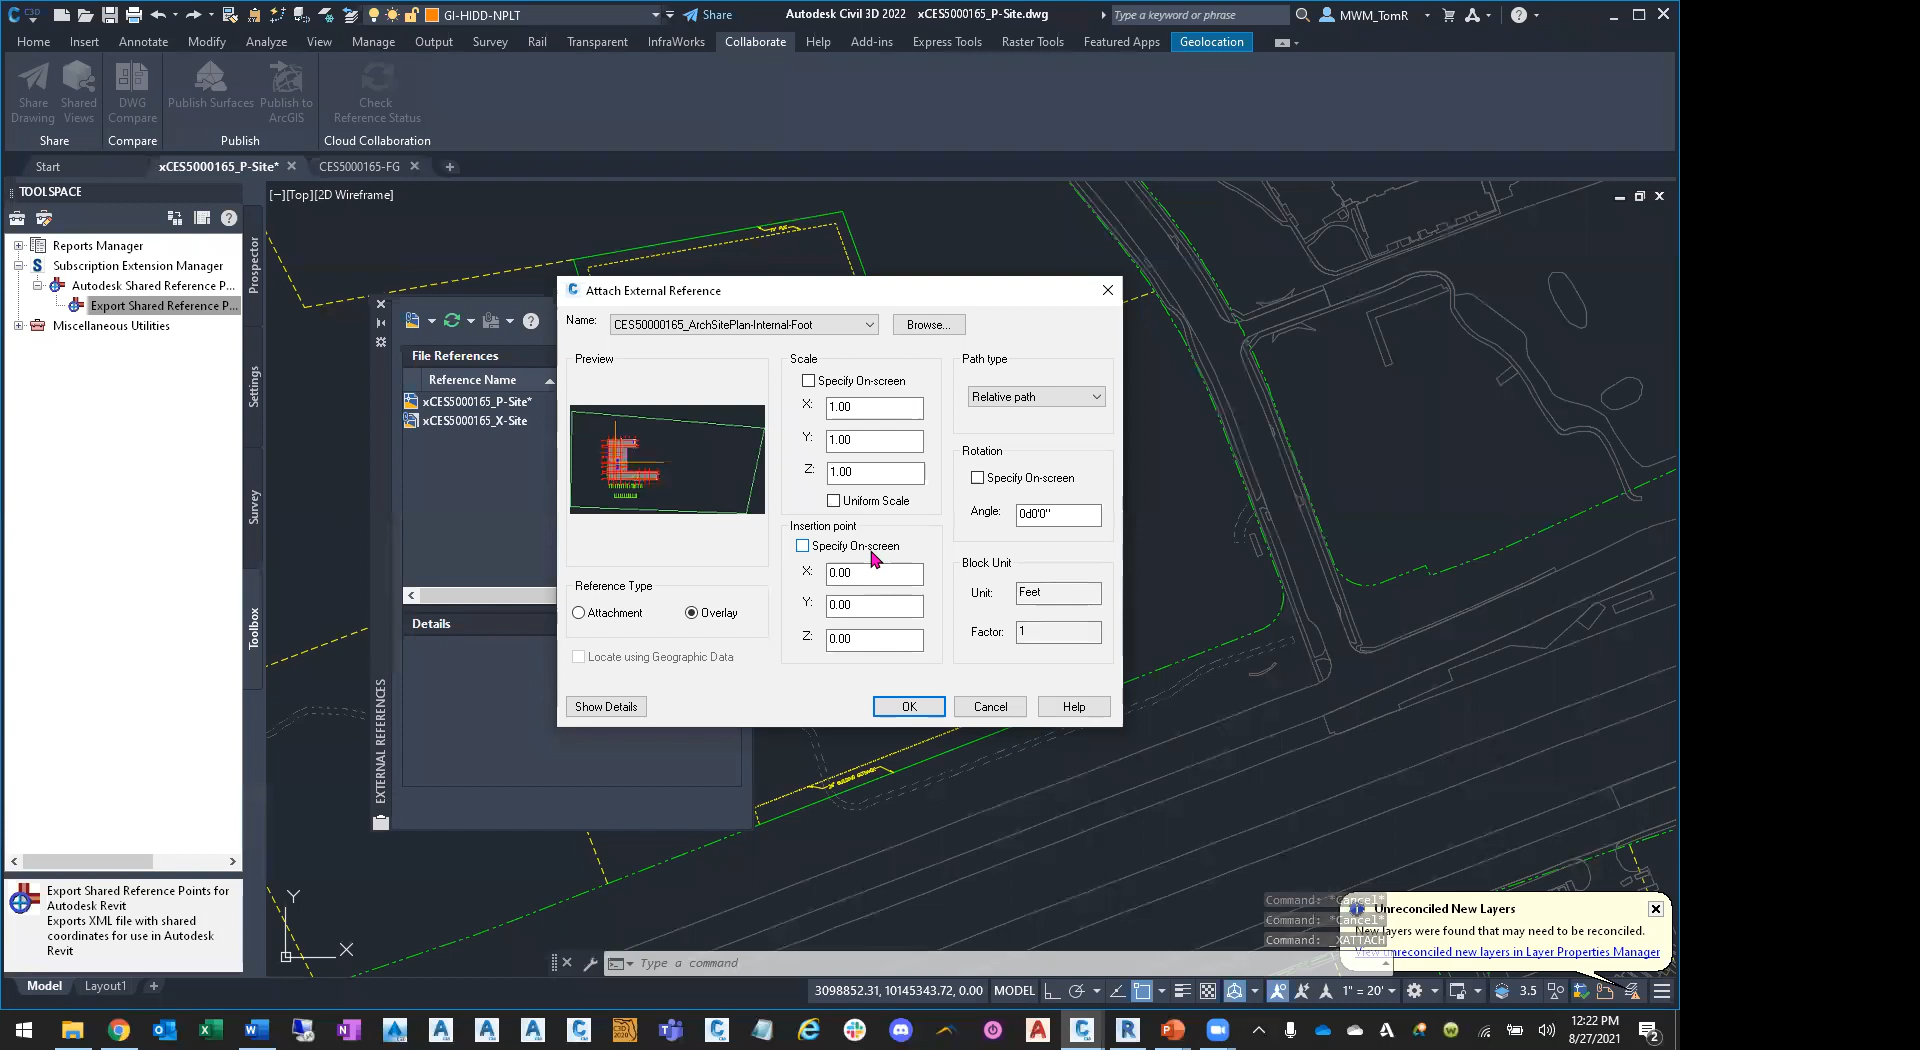 C3D
GI-HIDD-NPLT
Share
Autodesk Civil 3D 2022 xCES5000165_P-Site.dwg
Type a keyword or phrase
MWM_TomR
Home Insert Annotate Modify Analyze View Manage Output Survey Rail Transparent InfraWorks Collaborate Help Add-ins Express Tools Raster Tools Featured Apps Geolocation
Share Drawing
Shared Views
DWG Compare
Publish Surfaces
Publish to ArcGIS
Check Reference Status
Share Compare Publish Cloud Collaboration
Start xCES5000165_P-Site* CES5000165-FG
TOOLSPACE
[−][Top][2D Wireframe]
Reports Manager
Subscription Extension Manager
Autodesk Shared Reference P...
Export Shared Reference P...
Miscellaneous Utilities
Prospector
Settings
Survey
Toolbox
Export Shared Reference Points for
Autodesk Revit
Exports XML file with shared
coordinates for use in Autodesk
Revit
EXTERNAL REFERENCES
File References
Reference Name
xCES5000165_P-Site*
xCES5000165_X-Site
Details
Attach External Reference
Name: CES50000165_ArchSitePlan-Internal-Foot Browse...
Preview
Reference Type
Attachment Overlay
Locate using Geographic Data
Show Details
Scale
Specify On-screen
X: 1.00
Y: 1.00
Z: 1.00
Uniform Scale
Insertion point
Specify On-screen
X: 0.00
Y: 0.00
Z: 0.00
Path type
Relative path
Rotation
Specify On-screen
Angle: 0d0'0"
Block Unit
Unit: Feet
Factor: 1
OK Cancel Help
Y
X
Command: *Cancel*
Command: *Cancel*
Command: _XATTACH
Unreconciled New Layers
New layers were found that may need to be reconciled.
View unreconciled new layers in Layer Properties Manager
Type a command
Model Layout1
3098852.31, 10145343.72, 0.00 MODEL 1" = 20' 3.5
12:22 PM
8/27/2021
2